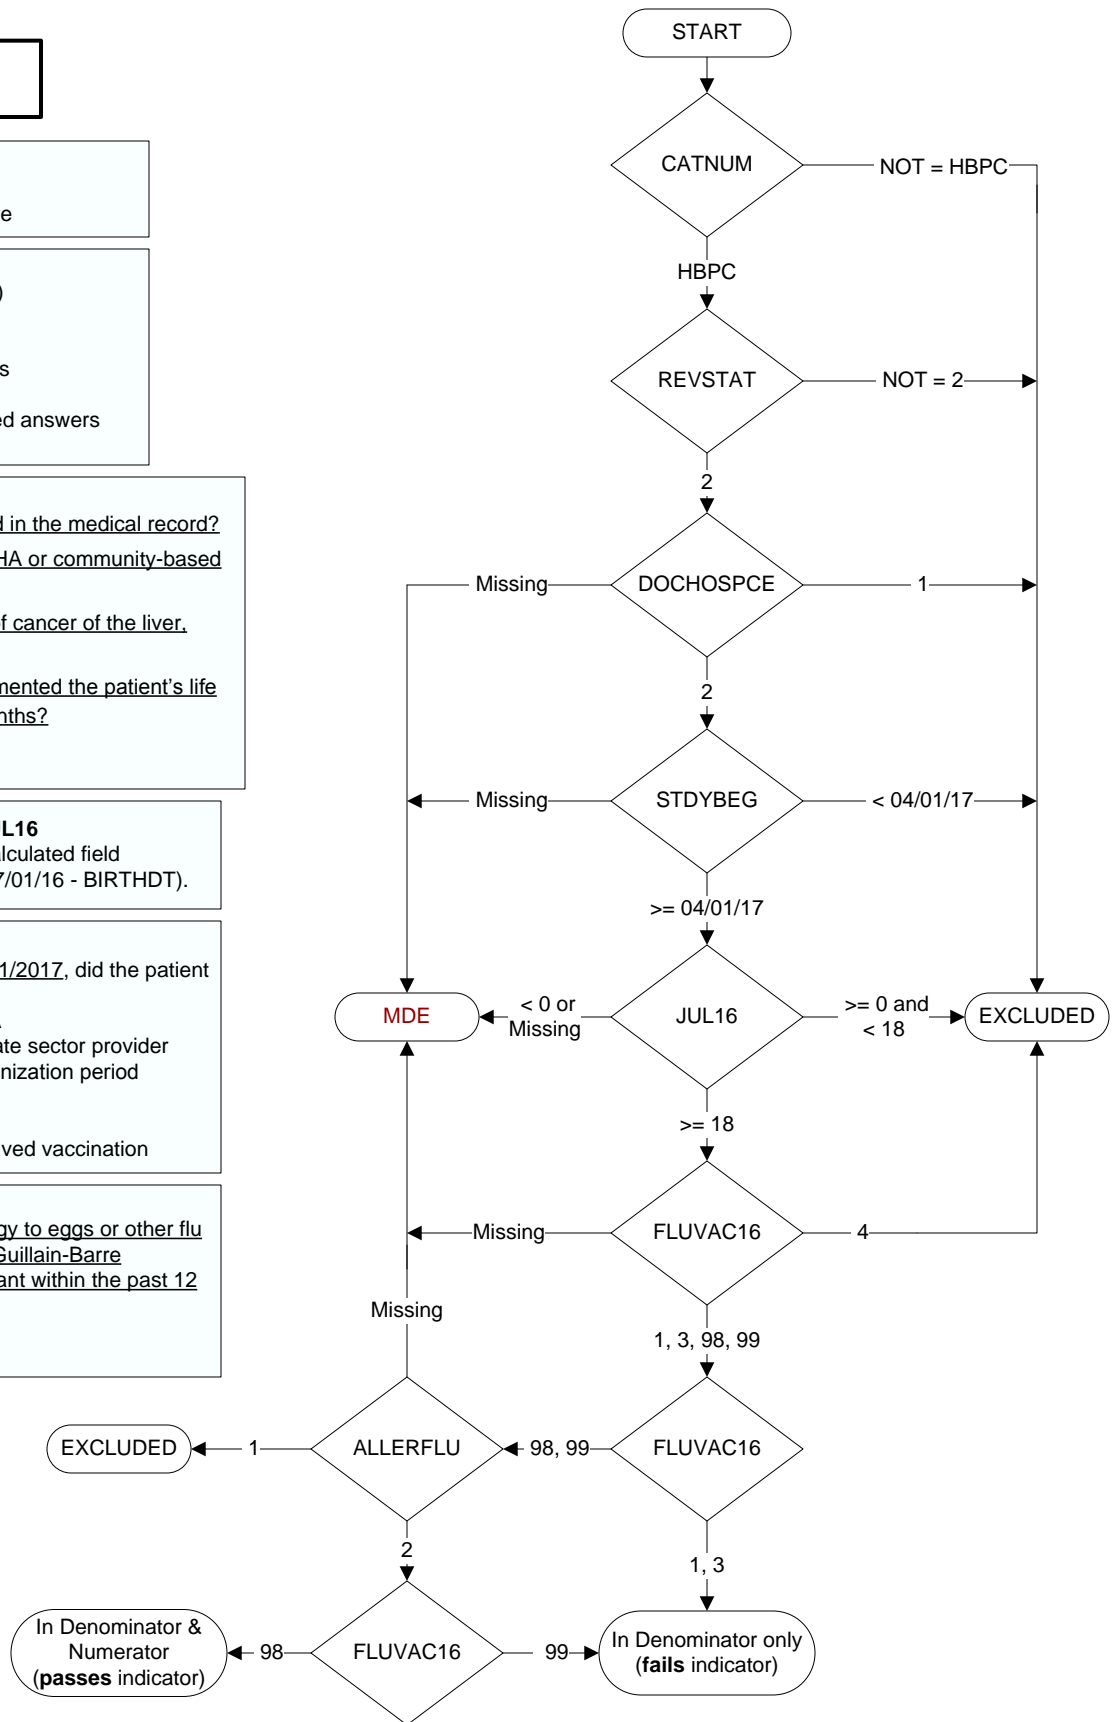 START
CATNUM
NOT = HBPC
HBPC
REVSTAT
NOT = 2
2
DOCHOSPCE
Missing
1
2
STDYBEG
Missing
< 04/01/17
>= 04/01/17
JUL16
< 0 or
Missing
>= 0 and
< 18
MDE
EXCLUDED
>= 18
FLUVAC16
Missing
4
1, 3, 98, 99
Missing
FLUVAC16
98, 99
ALLERFLU
1
EXCLUDED
2
1, 3
FLUVAC16
98
99
In Denominator &
Numerator
(passes indicator)
In Denominator only
(fails indicator)
e
)
s
ed answers
d in the medical record?
HA or community-based
of cancer of the liver,
mented the patient's life
nths?
UL16
alculated field
7/01/16 - BIRTHDT).
1/2017, did the patient
ate sector provider
nization period
ved vaccination
gy to eggs or other flu
Guillain-Barre
ant within the past 12